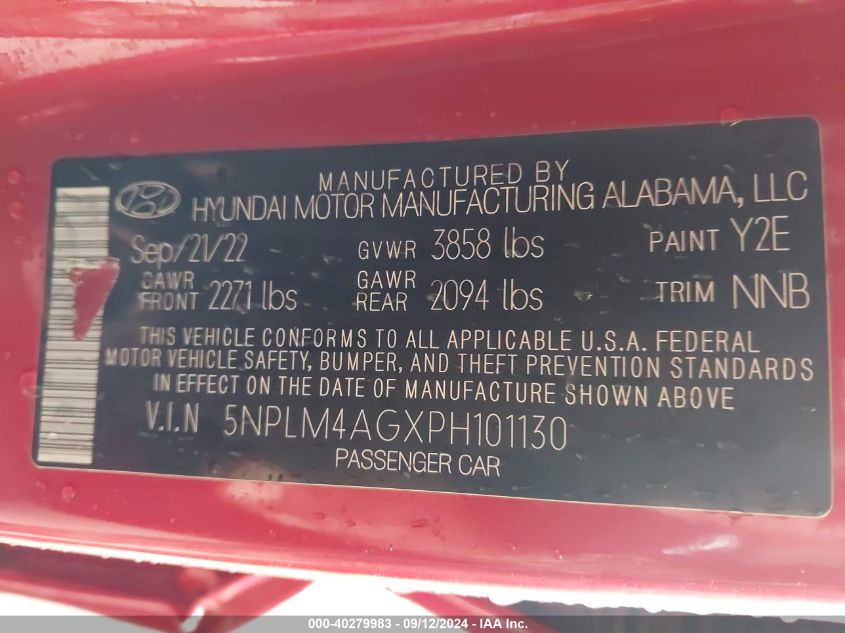 MANUFACTURED BY
HYUNDAI MOTOR MANUFACTURING ALABAMA, LLC
Sep/21/22 GVWR 3858 lbs PAINT Y2E
GAWR FRONT 2271 lbs GAWR REAR 2094 lbs TRIM NNB
THIS VEHICLE CONFORMS TO ALL APPLICABLE U.S.A. FEDERAL
MOTOR VEHICLE SAFETY, BUMPER, AND THEFT PREVENTION STANDARDS
IN EFFECT ON THE DATE OF MANUFACTURE SHOWN ABOVE.
V.I.N 5NPLM4AGXPH101130
PASSENGER CAR
000-40279983 - 09/12/2024 - IAA Inc.